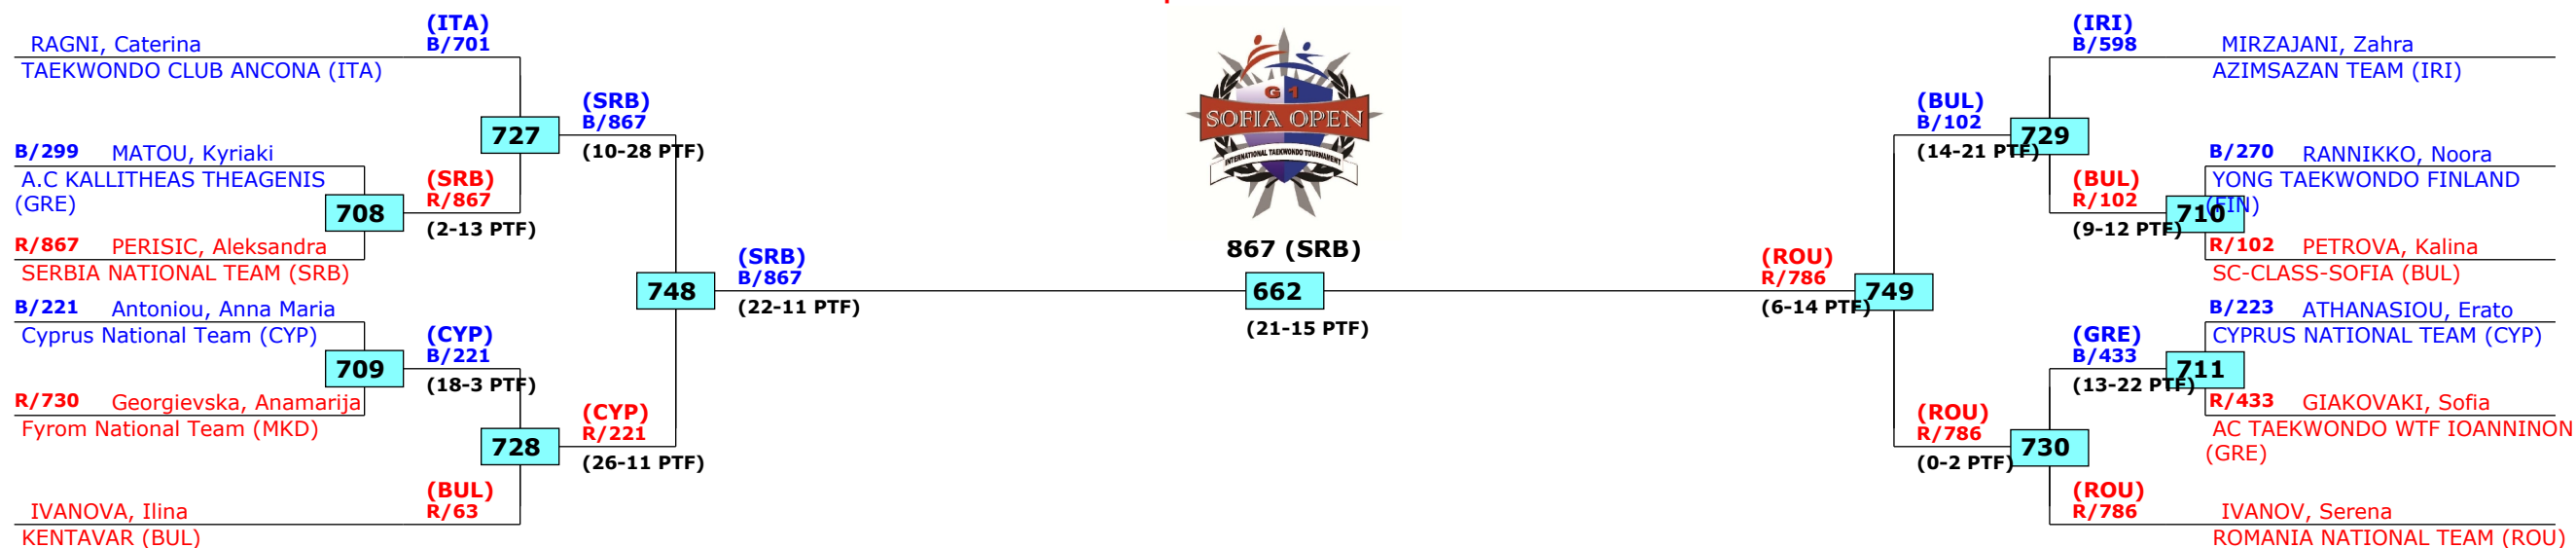 (ITA)
B/701
RAGNI, Caterina
TAEKWONDO CLUB ANCONA (ITA)
727
(SRB)
B/867
(10-28 PTF)
B/299 MATOU, Kyriaki
A.C KALLITHEAS THEAGENIS
(GRE)
708
(SRB)
R/867
(2-13 PTF)
R/867 PERISIC, Aleksandra
SERBIA NATIONAL TEAM (SRB)
748
(SRB)
B/867
(22-11 PTF)
B/221 Antoniou, Anna Maria
Cyprus National Team (CYP)
709
(CYP)
B/221
(18-3 PTF)
R/730 Georgievska, Anamarija
Fyrom National Team (MKD)
728
(CYP)
R/221
(26-11 PTF)
(BUL)
R/63
IVANOVA, Ilina
KENTAVAR (BUL)
G 1
SOFIA OPEN
INTERNATIONAL TAEKWONDO TOURNAMENT
867 (SRB)
662
(21-15 PTF)
(IRI)
B/598
MIRZAJANI, Zahra
AZIMSAZAN TEAM (IRI)
(BUL)
B/102
(14-21 PTF)
729
B/270 RANNIKKO, Noora
YONG TAEKWONDO FINLAND
(FIN)
(BUL)
R/102
(9-12 PTF)
710
R/102 PETROVA, Kalina
SC-CLASS-SOFIA (BUL)
(ROU)
R/786
(6-14 PTF)
749
B/223 ATHANASIOU, Erato
CYPRUS NATIONAL TEAM (CYP)
(GRE)
B/433
(13-22 PTF)
711
R/433 GIAKOVAKI, Sofia
AC TAEKWONDO WTF IOANNINON
(GRE)
(ROU)
R/786
(0-2 PTF)
730
(ROU)
R/786
IVANOV, Serena
ROMANIA NATIONAL TEAM (ROU)